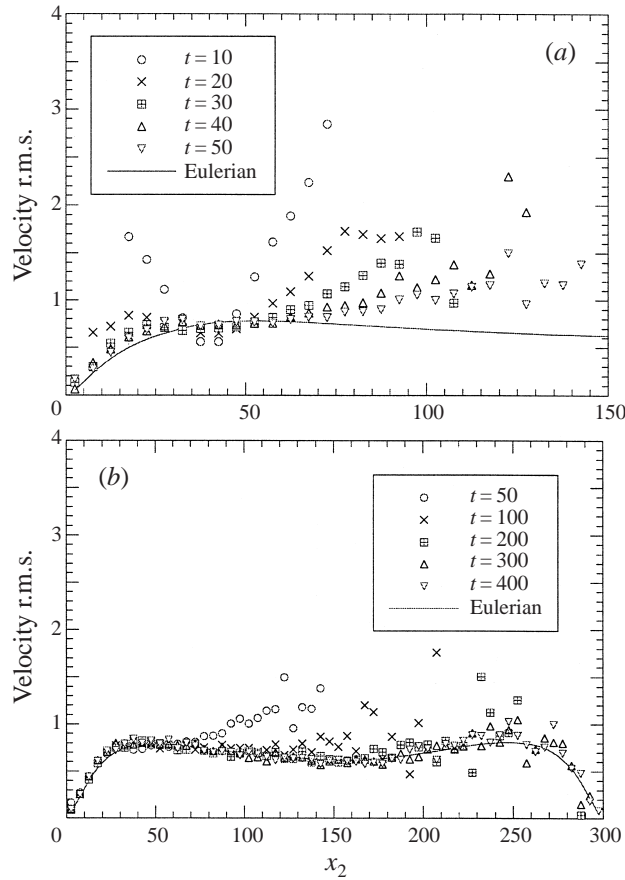 4
3
2
1
0
Velocity r.m.s.
t = 10
t = 20
t = 30
t = 40
t = 50
Eulerian
(a)
50
100
150
4
3
2
1
0
Velocity r.m.s.
(b)
t = 50
t = 100
t = 200
t = 300
t = 400
Eulerian
50
100
150
200
250
300
x2